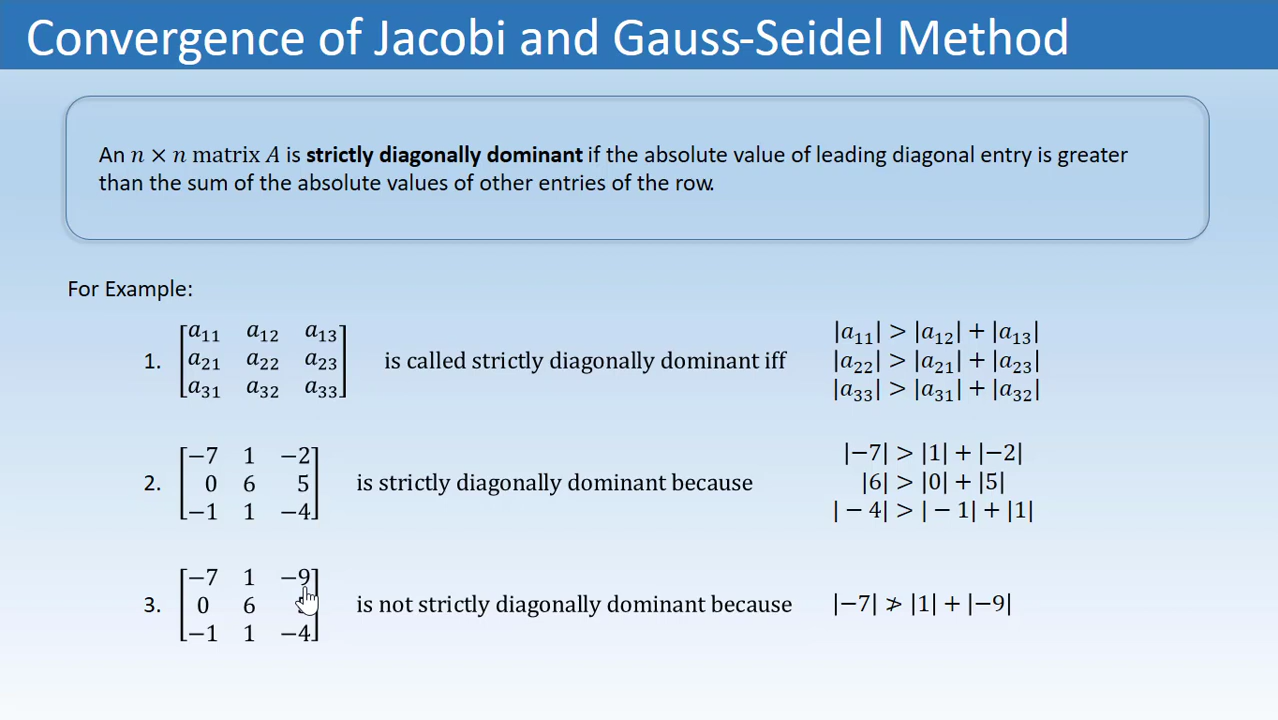 Convergence of Jacobi and Gauss-Seidel Method
An n × n matrix A is strictly diagonally dominant if the absolute value of leading diagonal entry is greater
than the sum of the absolute values of other entries of the row.
For Example:
1. [a₁₁ a₁₂ a₁₃
a₂₁ a₂₂ a₂₃
a₃₁ a₃₂ a₃₃]
is called strictly diagonally dominant iff
|a₁₁| > |a₁₂| + |a₁₃|
|a₂₂| > |a₂₁| + |a₂₃|
|a₃₃| > |a₃₁| + |a₃₂|
2. [−7 1 −2
0 6 5
−1 1 −4]
is strictly diagonally dominant because
|−7| > |1| + |−2|
|6| > |0| + |5|
| − 4| > | − 1| + |1|
3. [−7 1 −9
0 6
−1 1 −4]
is not strictly diagonally dominant because
|−7| ≯ |1| + |−9|